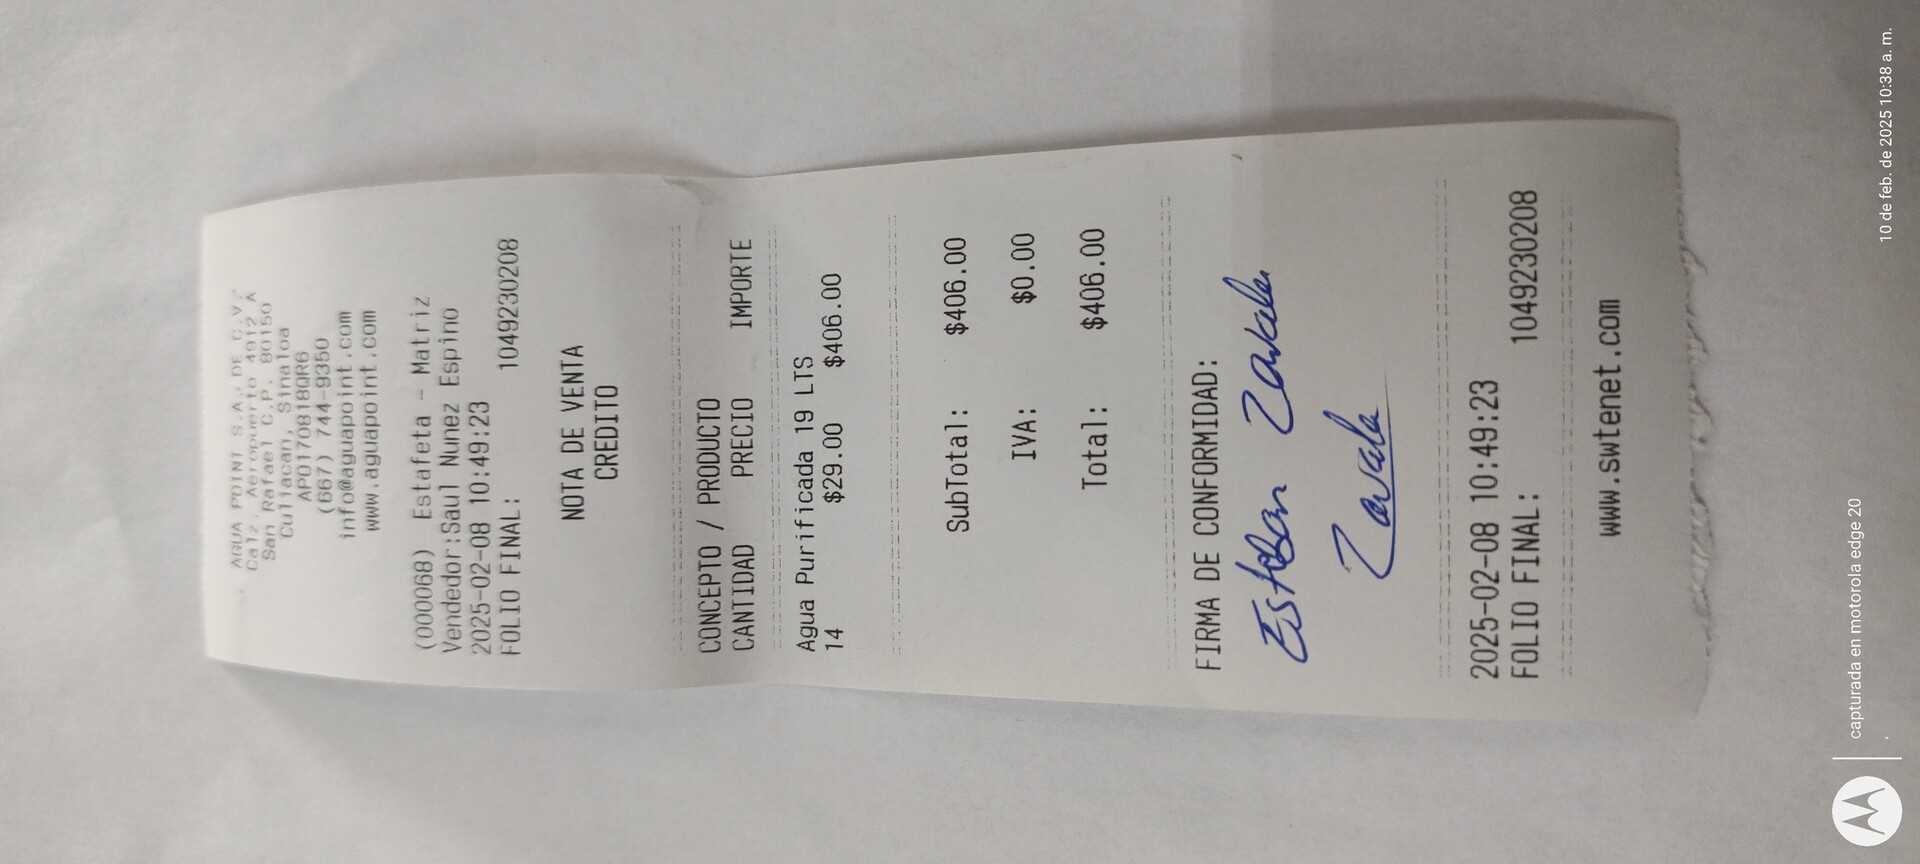 AGUA POINT S.A. DE C.V.
Calz. Aeropuerto 4912 A
San Rafael C.P. 80150
Culiacan, Sinaloa
APO170818QR6
(667) 744-9350
info@aguapoint.com
www.aguapoint.com
(000068) Estafeta - Matriz
Vendedor:Saul Nunez Espino
2025-02-08 10:49:23
FOLIO FINAL: 1049230208
NOTA DE VENTA
CREDITO
CONCEPTO / PRODUCTO
CANTIDAD PRECIO IMPORTE
Agua Purificada 19 LTS
14 $29.00 $406.00
SubTotal: $406.00
IVA: $0.00
Total: $406.00
FIRMA DE CONFORMIDAD:
Esteban Zavala
Zavala
2025-02-08 10:49:23
FOLIO FINAL: 1049230208
www.swtenet.com
capturada en motorola edge 20
10 de feb. de 2025 10:38 a. m.